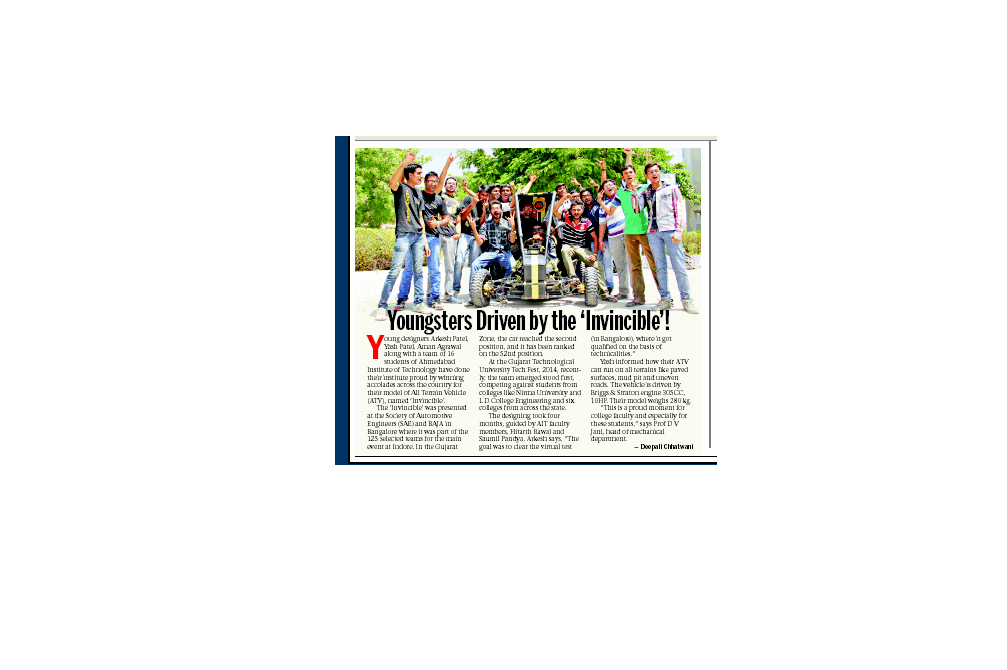 Youngsters Driven by the ‘Invincible’!
Young designers Arkesh Patel,
Yash Patel, Aman Agrawal
along with a team of 16
students of Ahmedabad
Institute of Technology have done
their institute proud by winning
accolades across the country for
their model of All Terrain Vehicle
(ATV), named ‘Invincible’.
The ‘Invincible’ was presented
at the Society of Automotive
Engineers (SAE) and BAJA in
Bangalore where it was part of the
125 selected teams for the main
event at Indore. In the Gujarat
Zone, the car reached the second
position, and it has been ranked
on the 52nd position.
At the Gujarat Technological
University Tech Fest, 2014, recent-
ly, the team emerged stood first,
competing against students from
colleges like Nirma University and
L D College Engineering and six
colleges from across the state.
The designing took four
months, guided by AIT faculty
members, Hitarth Rawal and
Saumil Pandya. Arkesh says, "The
goal was to clear the virtual test
(in Bangalore), where it got
qualified on the basis of
technicalities."
Yash informed how their ATV
can run on all terrains like paved
surfaces, mud pit and uneven
roads. The vehicle is driven by
Briggs & Straton engine 305CC,
10HP. Their model weighs 280 kg.
"This is a proud moment for
college faculty and especially for
these students," says Prof D V
Jani, head of mechanical
department.
— Deepali Chhatwani